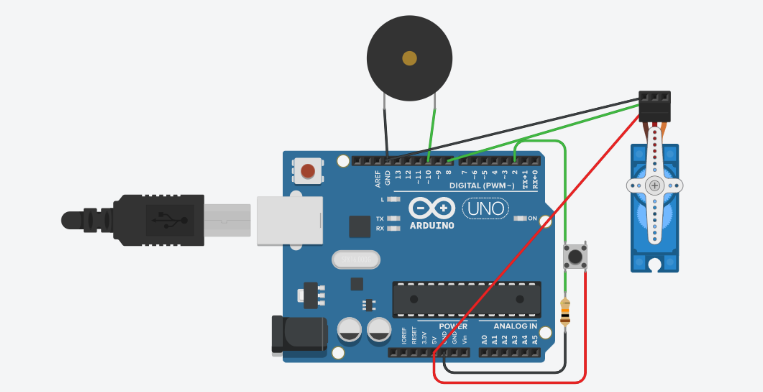 AREF
GND
13
12
~11
~10
~9
8
7
~6
~5
4
~3
2
TX→1
RX←0
DIGITAL (PWM~)
L
TX
RX
UNO
ON
ARDUINO
POWER
ANALOG IN
IOREF
RESET
3.3V
5V
GND
GND
Vin
A0
A1
A2
A3
A4
A5